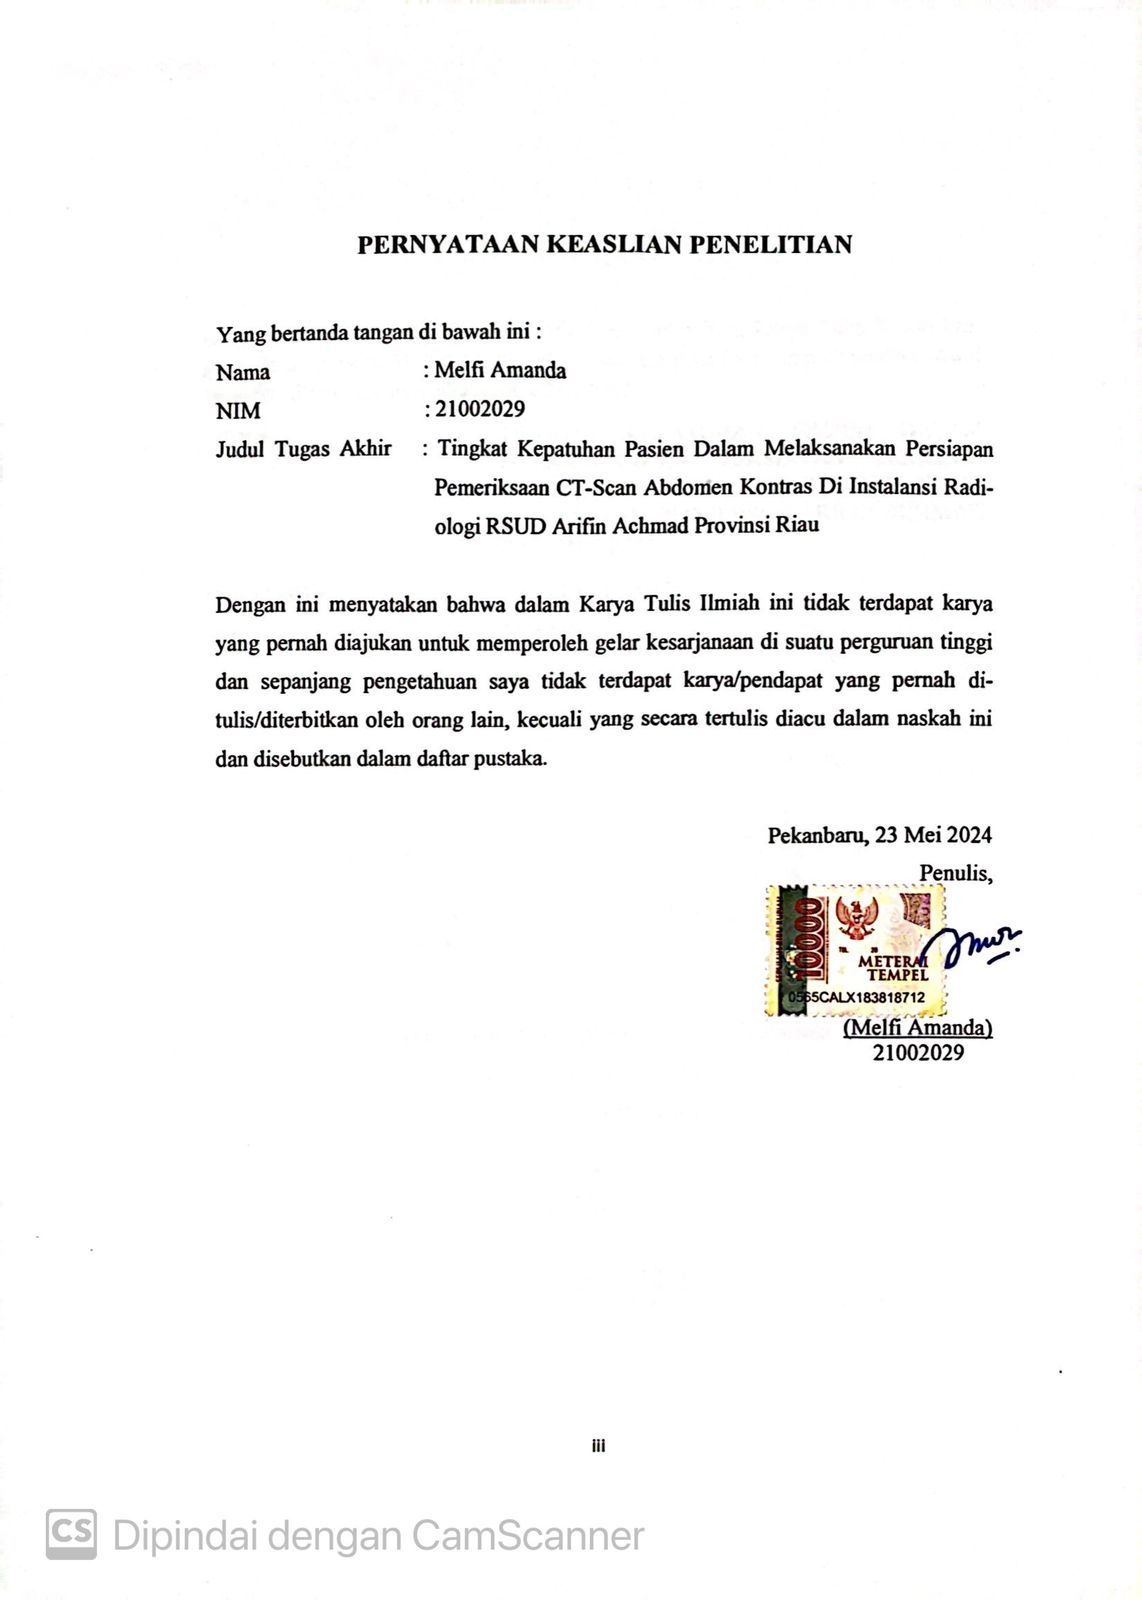 PERNYATAAN KEASLIAN PENELITIAN
Yang bertanda tangan di bawah ini :
Nama : Melfi Amanda
NIM : 21002029
Judul Tugas Akhir : Tingkat Kepatuhan Pasien Dalam Melaksanakan Persiapan
Pemeriksaan CT-Scan Abdomen Kontras Di Instalansi Radi-
ologi RSUD Arifin Achmad Provinsi Riau
Dengan ini menyatakan bahwa dalam Karya Tulis Ilmiah ini tidak terdapat karya
yang pernah diajukan untuk memperoleh gelar kesarjanaan di suatu perguruan tinggi
dan sepanjang pengetahuan saya tidak terdapat karya/pendapat yang pernah di-
tulis/diterbitkan oleh orang lain, kecuali yang secara tertulis diacu dalam naskah ini
dan disebutkan dalam daftar pustaka.
Pekanbaru, 23 Mei 2024
Penulis,
10000
METERAI
TEMPEL
0565CALX183818712
(Melfi Amanda)
21002029
iii
CS Dipindai dengan CamScanner